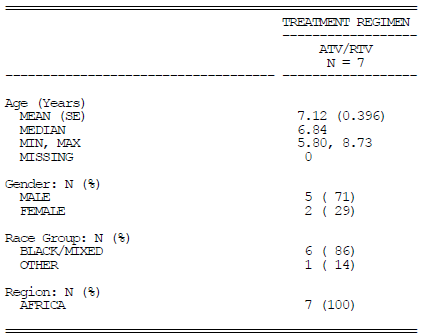 TREATMENT REGIMEN
ATV/RTV
N = 7
Age (Years)
MEAN (SE) 7.12 (0.396)
MEDIAN 6.84
MIN, MAX 5.80, 8.73
MISSING 0
Gender: N (%)
MALE 5 ( 71)
FEMALE 2 ( 29)
Race Group: N (%)
BLACK/MIXED 6 ( 86)
OTHER 1 ( 14)
Region: N (%)
AFRICA 7 (100)